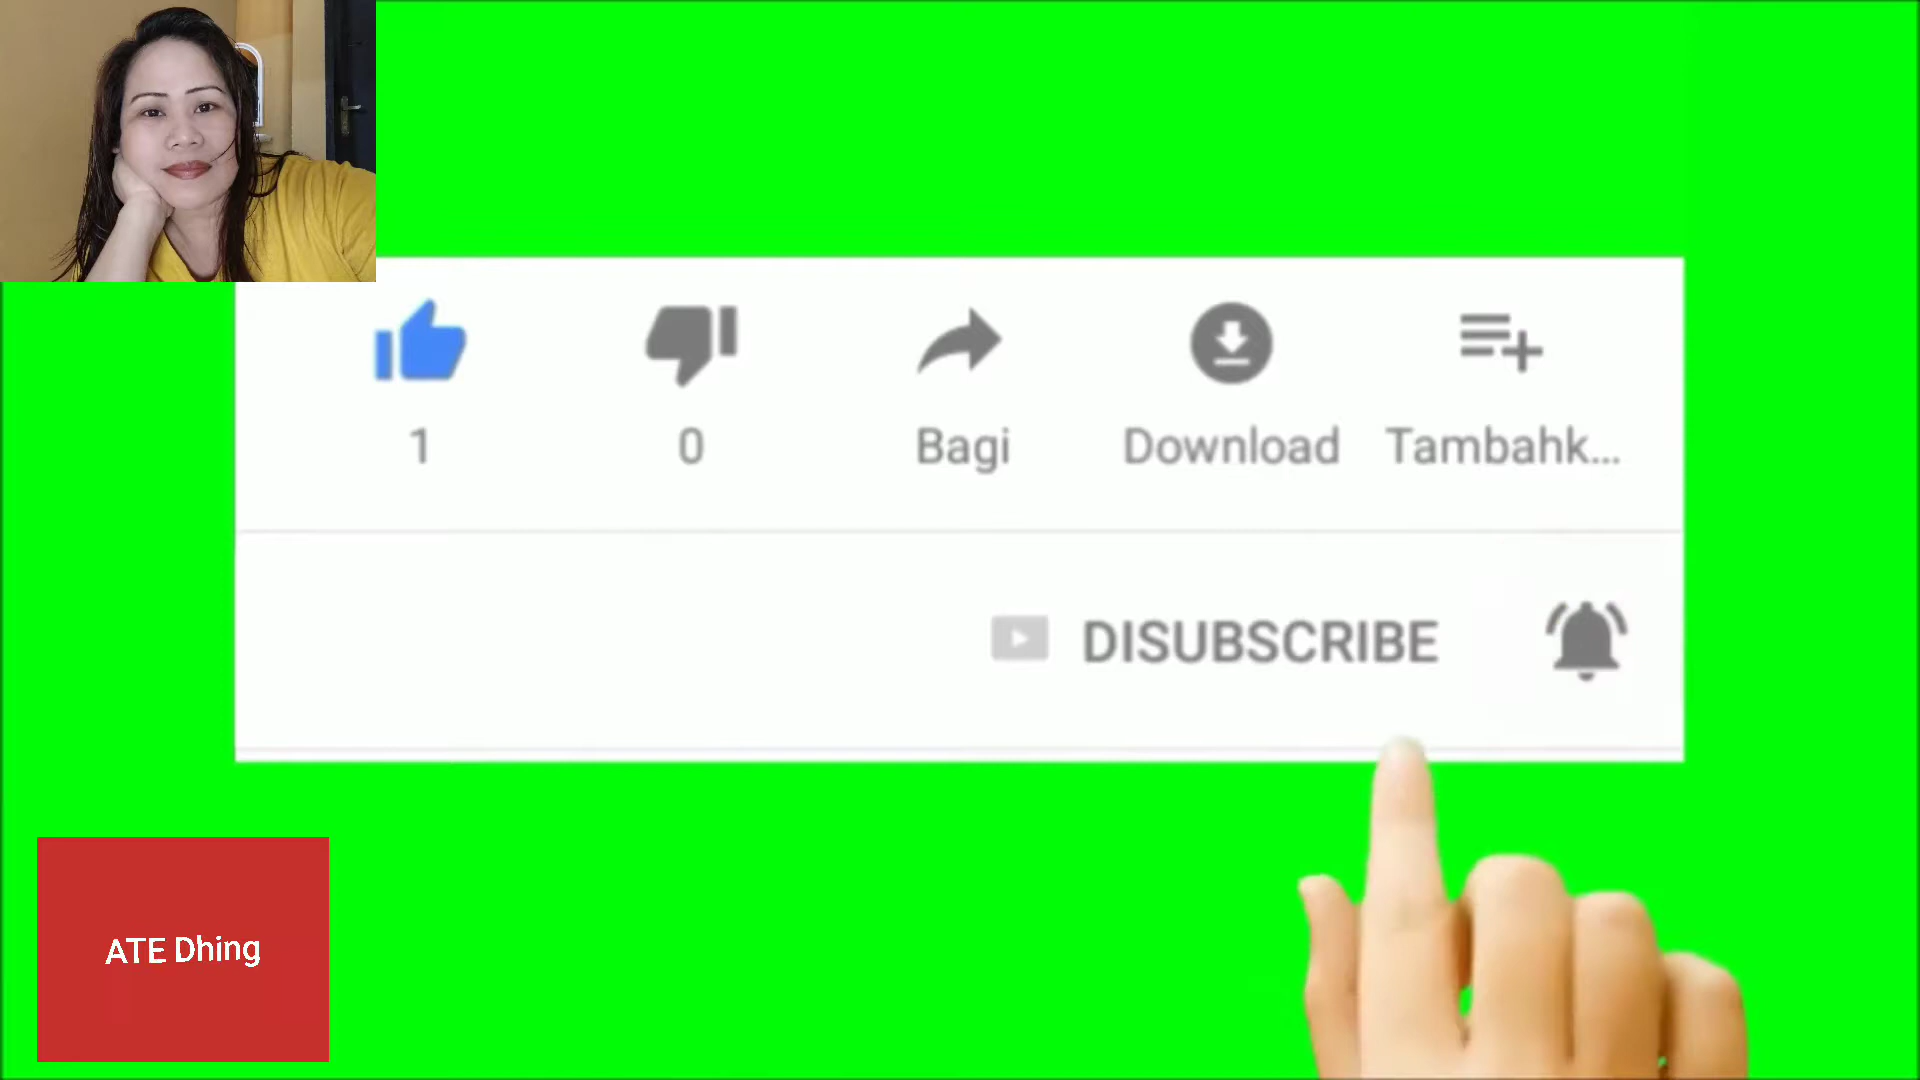 1
0
Bagi
Download
Tambahk...
DISUBSCRIBE
ATE Dhing